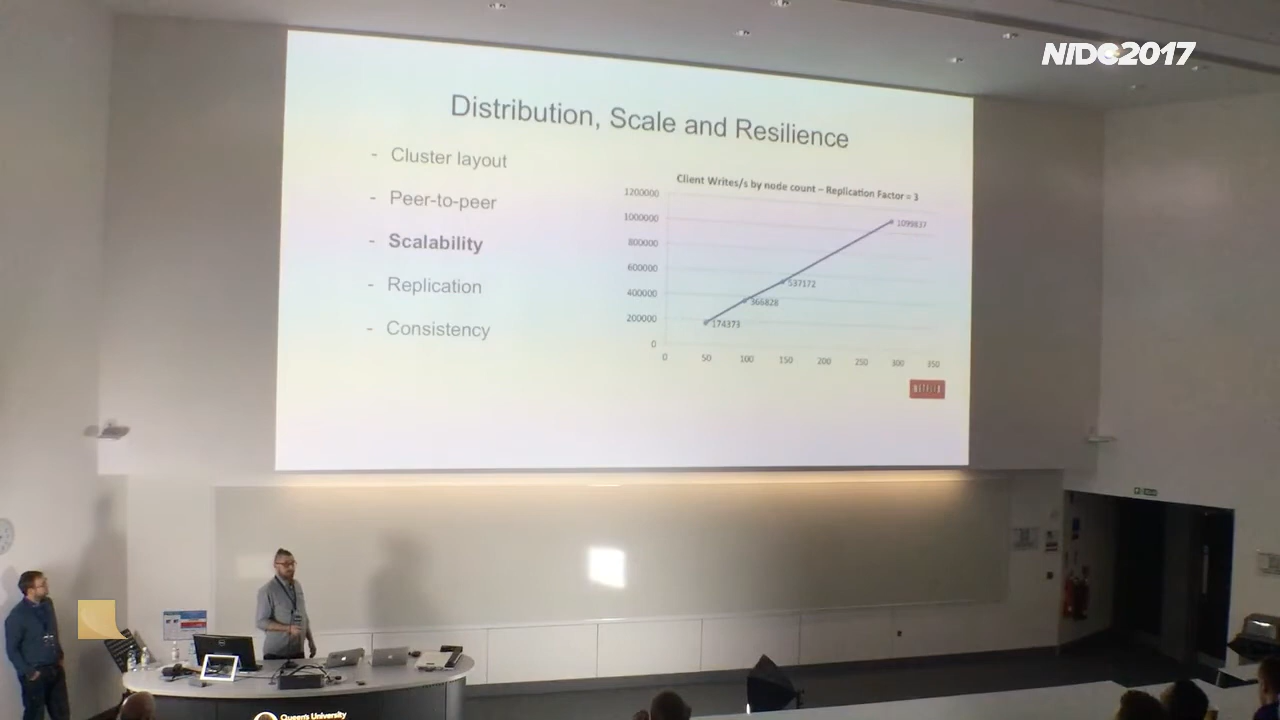 NIDC2017
Distribution, Scale and Resilience
- Cluster layout
- Peer-to-peer
- Scalability
- Replication
- Consistency
Client Writes/s by node count – Replication Factor = 3
1200000
1000000
800000
600000
400000
200000
0
1099837
537172
366828
174373
0 50 100 150 200 250 300 350
NETFLIX
Queen's University